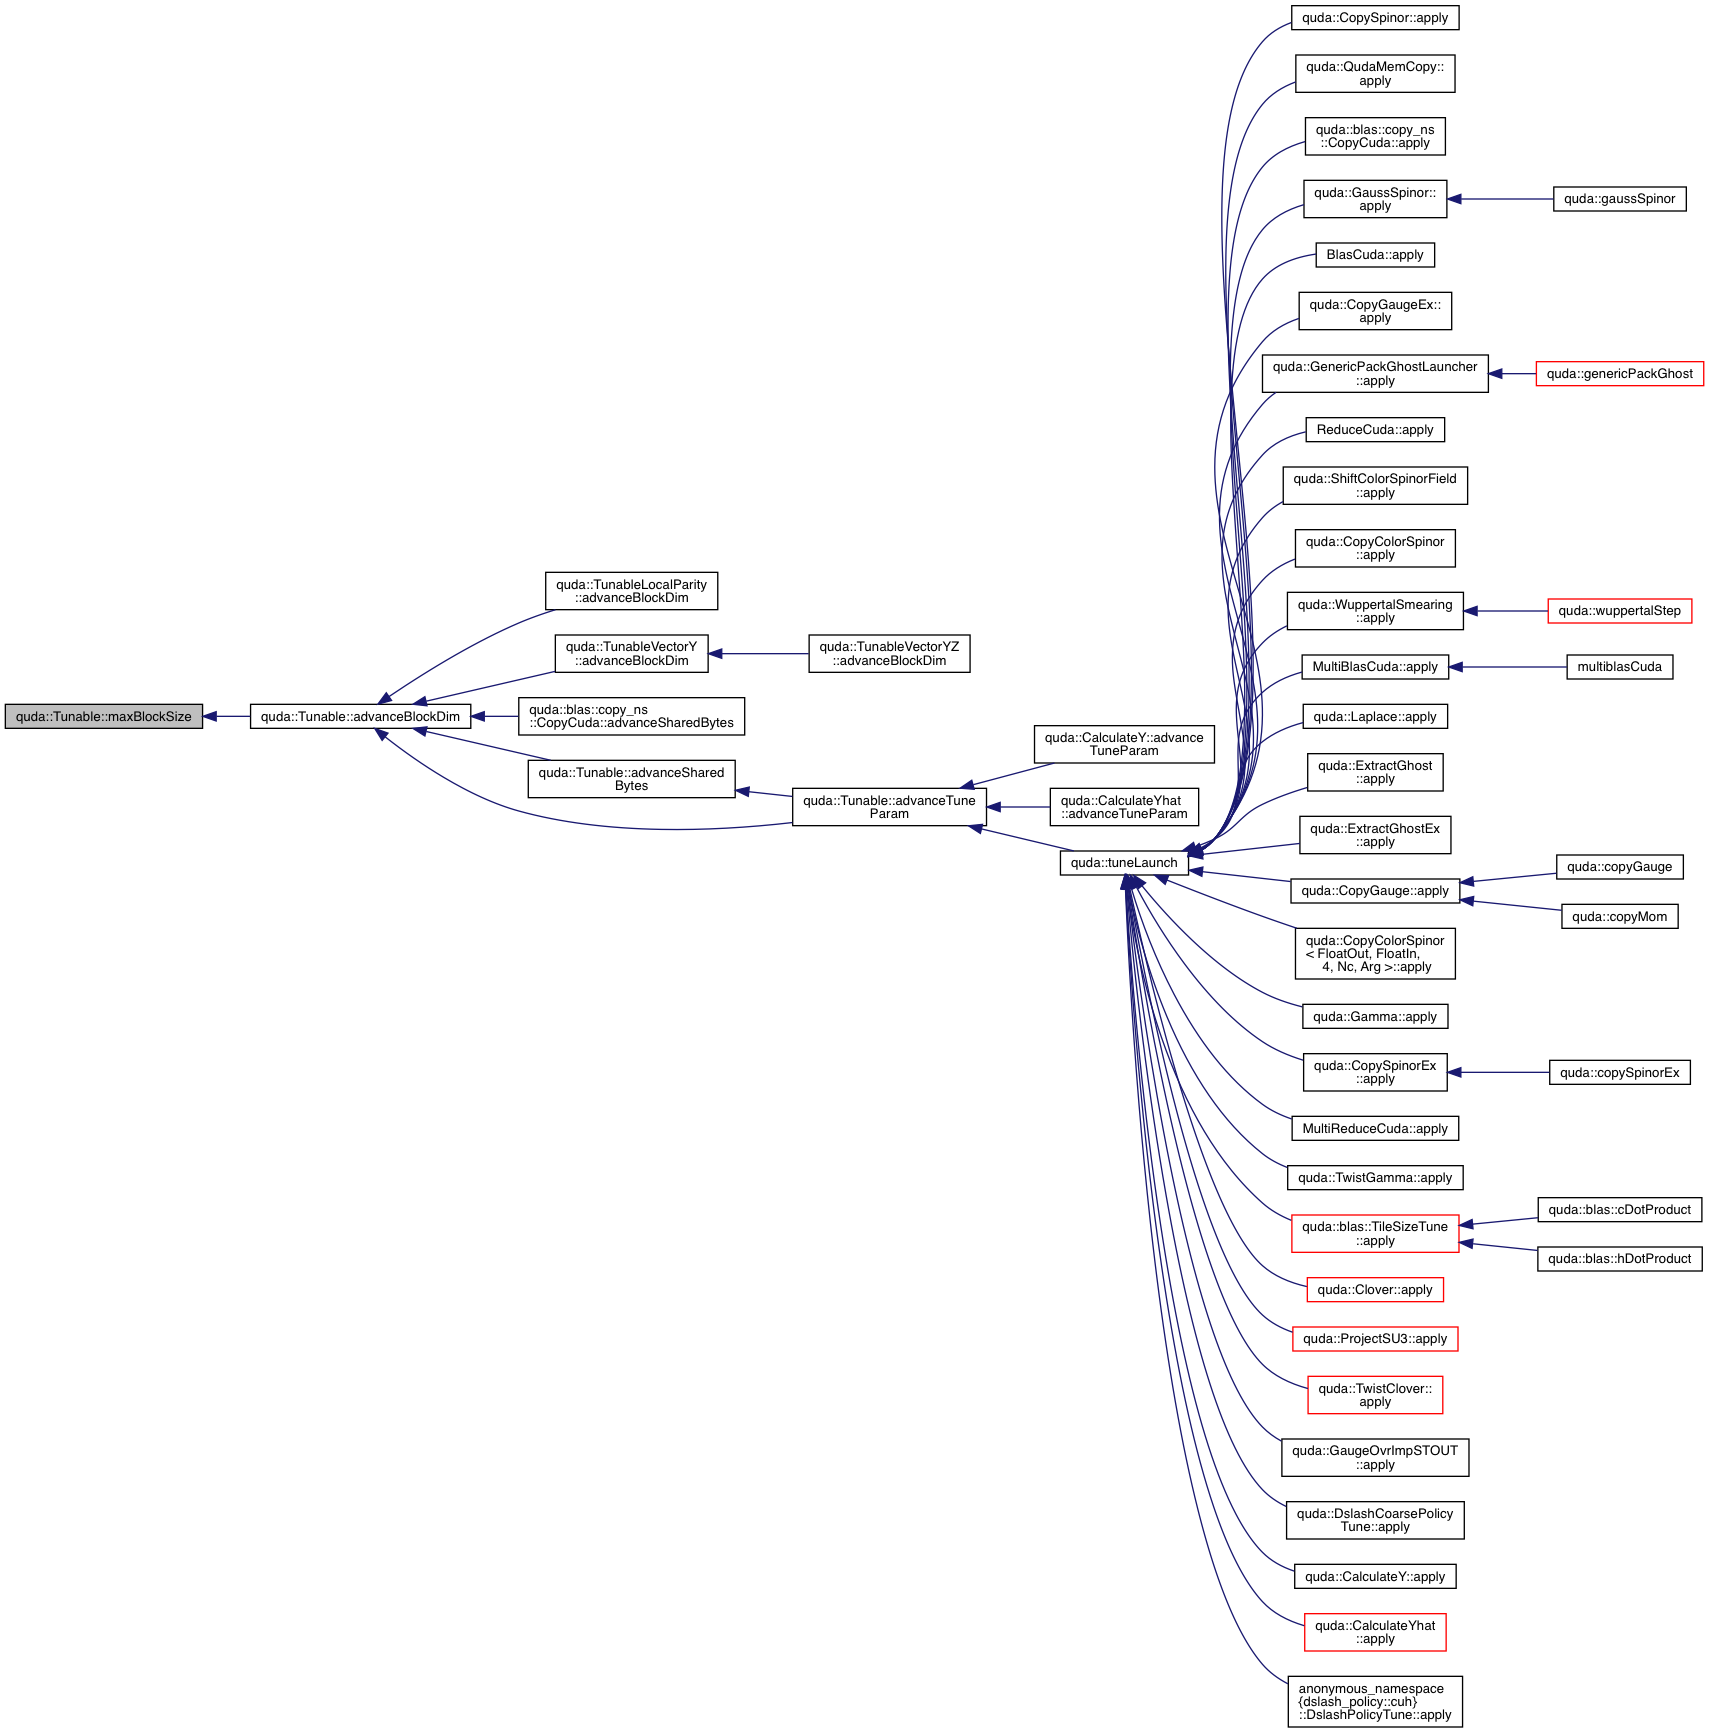 quda::Tunable::maxBlockSize
quda::Tunable::advanceBlockDim
quda::TunableLocalParity
::advanceBlockDim
quda::TunableVectorY
::advanceBlockDim
quda::TunableVectorYZ
::advanceBlockDim
quda::blas::copy_ns
::CopyCuda::advanceSharedBytes
quda::Tunable::advanceShared
Bytes
quda::Tunable::advanceTune
Param
quda::CalculateY::advance
TuneParam
quda::CalculateYhat
::advanceTuneParam
quda::tuneLaunch
quda::CopySpinor::apply
quda::QudaMemCopy::
apply
quda::blas::copy_ns
::CopyCuda::apply
quda::GaussSpinor::
apply
quda::gaussSpinor
BlasCuda::apply
quda::CopyGaugeEx::
apply
quda::GenericPackGhostLauncher
::apply
quda::genericPackGhost
ReduceCuda::apply
quda::ShiftColorSpinorField
::apply
quda::CopyColorSpinor
::apply
quda::WuppertalSmearing
::apply
quda::wuppertalStep
MultiBlasCuda::apply
multiblasCuda
quda::Laplace::apply
quda::ExtractGhost
::apply
quda::ExtractGhostEx
::apply
quda::CopyGauge::apply
quda::copyGauge
quda::copyMom
quda::CopyColorSpinor
< FloatOut, FloatIn,
4, Nc, Arg >::apply
quda::Gamma::apply
quda::CopySpinorEx
::apply
quda::copySpinorEx
MultiReduceCuda::apply
quda::TwistGamma::apply
quda::blas::TileSizeTune
::apply
quda::blas::cDotProduct
quda::blas::hDotProduct
quda::Clover::apply
quda::ProjectSU3::apply
quda::TwistClover::
apply
quda::GaugeOvrImpSTOUT
::apply
quda::DslashCoarsePolicy
Tune::apply
quda::CalculateY::apply
quda::CalculateYhat
::apply
anonymous_namespace
{dslash_policy::cuh}
::DslashPolicyTune::apply